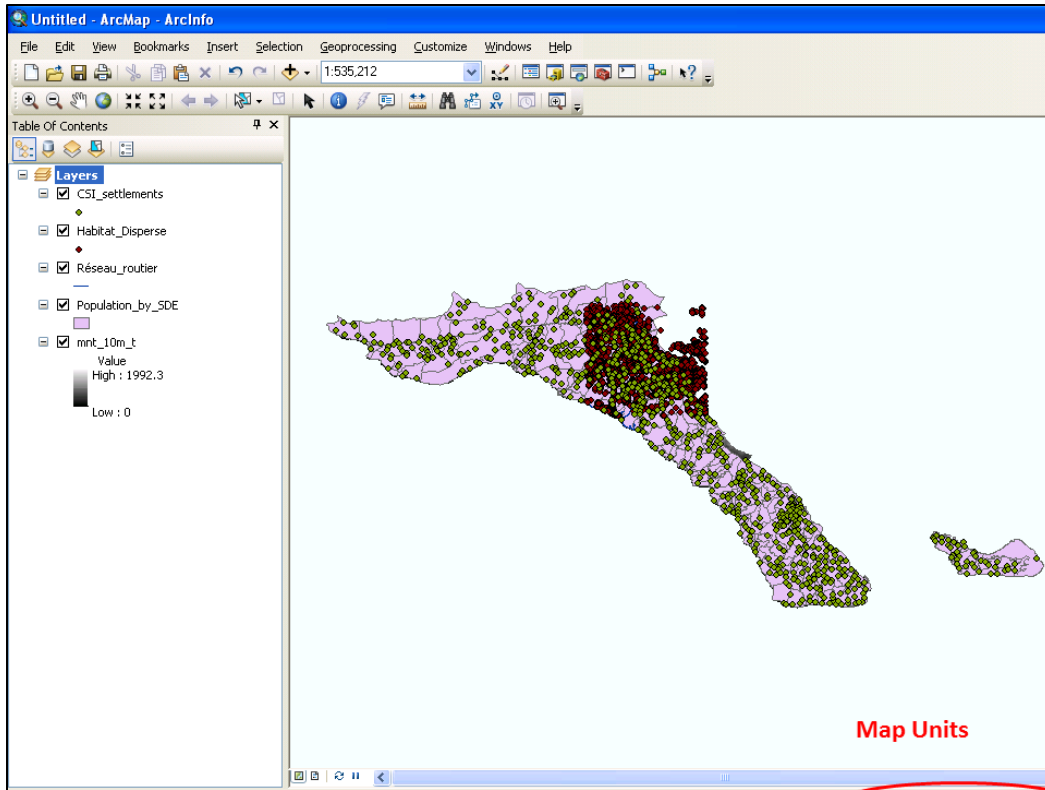 Untitled - ArcMap - ArcInfo
File Edit View Bookmarks Insert Selection Geoprocessing Customize Windows Help
1:535,212
Table Of Contents
Layers
CSI_settlements
Habitat_Disperse
Réseau_routier
Population_by_SDE
mnt_10m_t
Value
High : 1992.3
Low : 0
Map Units